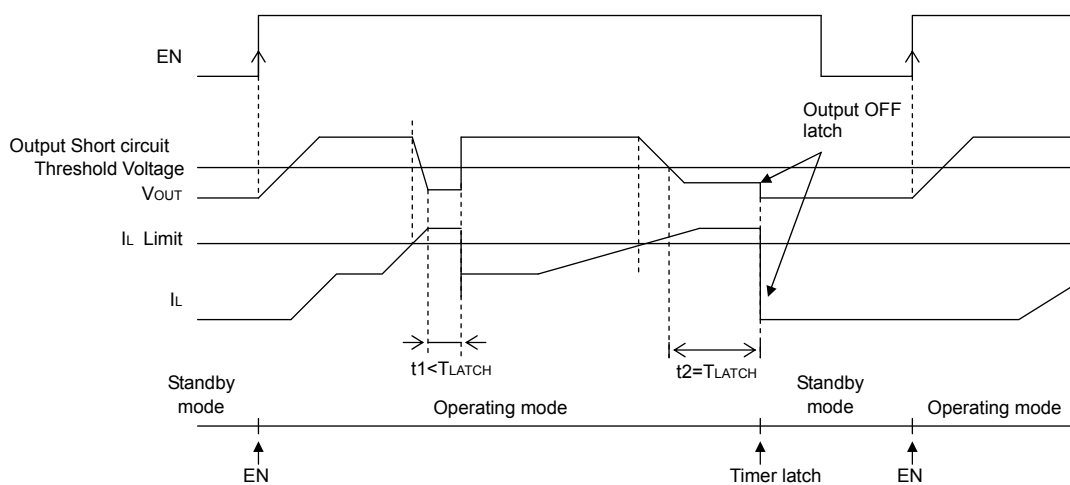 EN
Output OFF
latch
Output Short circuit
Threshold Voltage
VOUT
IL Limit
IL
t1<TLATCH
t2=TLATCH
Standby
mode
Operating mode
Standby
mode
Operating mode
EN
Timer latch
EN